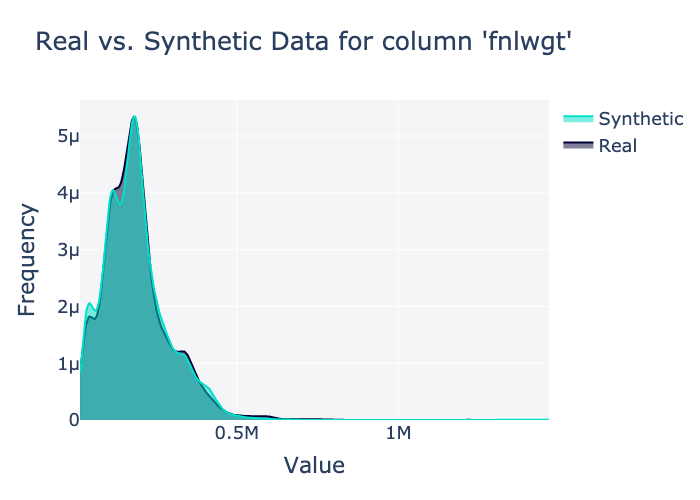 Real vs. Synthetic Data for column 'fnlwgt'
Synthetic
Real
5μ
4μ
3μ
2μ
1μ
0
Frequency
0.5M
1M
Value